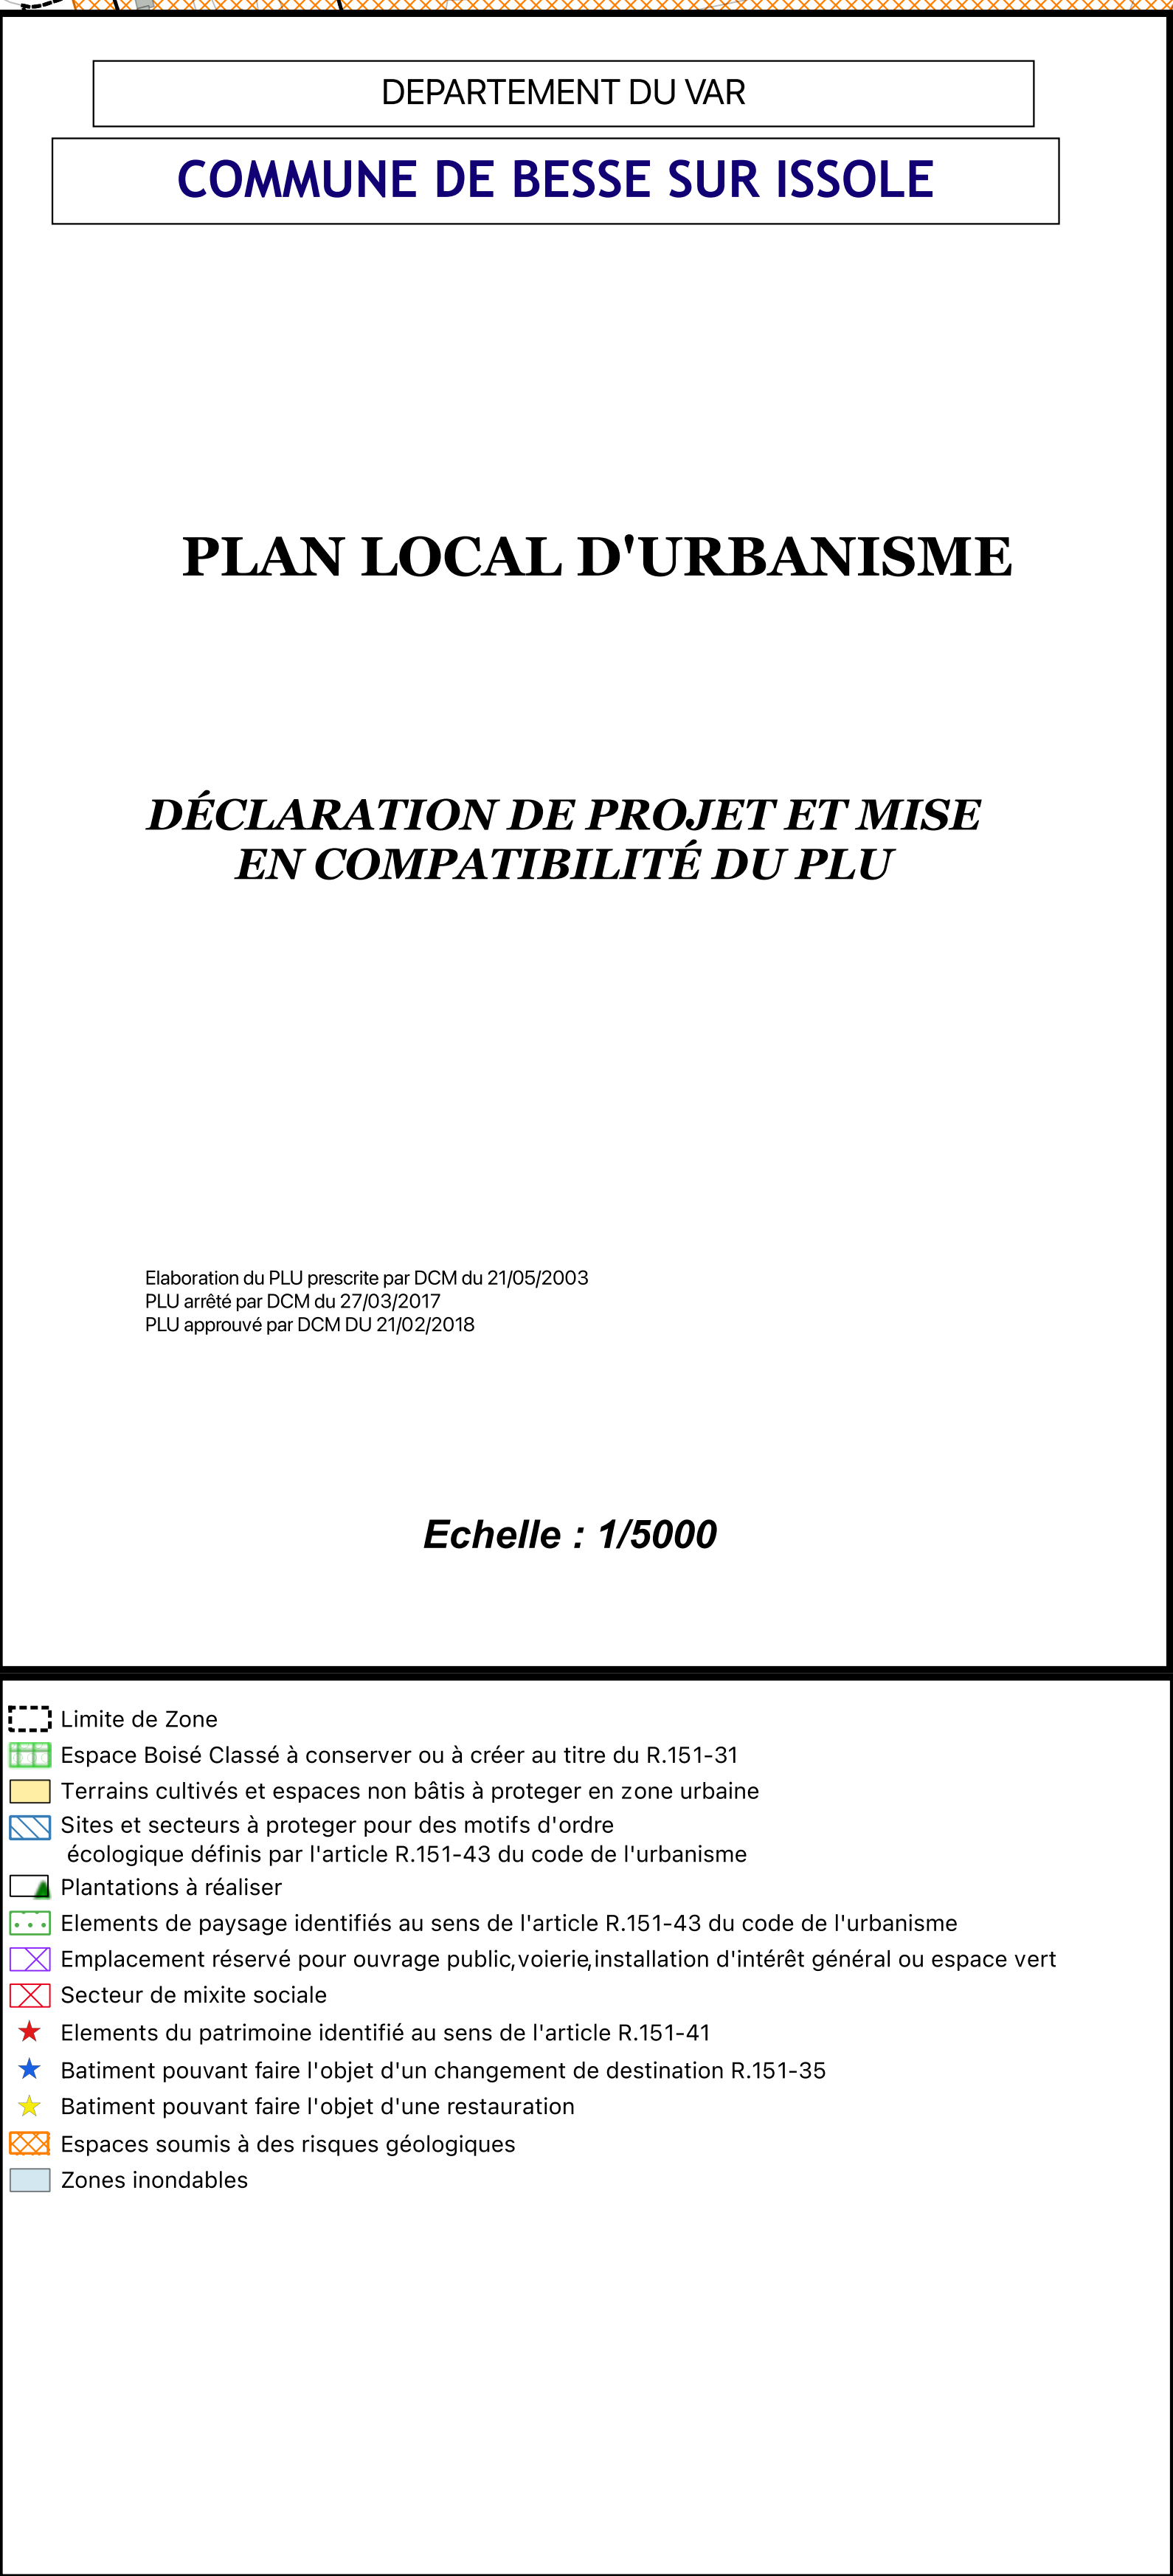 DEPARTEMENT DU VAR
COMMUNE DE BESSE SUR ISSOLE
PLAN LOCAL D'URBANISME
DÉCLARATION DE PROJET ET MISE
EN COMPATIBILITÉ DU PLU
Elaboration du PLU prescrite par DCM du 21/05/2003
PLU arrêté par DCM du 27/03/2017
PLU approuvé par DCM DU 21/02/2018
Echelle : 1/5000
Limite de Zone
Espace Boisé Classé à conserver ou à créer au titre du R.151-31
Terrains cultivés et espaces non bâtis à proteger en zone urbaine
Sites et secteurs à proteger pour des motifs d'ordre
écologique définis par l'article R.151-43 du code de l'urbanisme
Plantations à réaliser
Elements de paysage identifiés au sens de l'article R.151-43 du code de l'urbanisme
Emplacement réservé pour ouvrage public,voierie,installation d'intérêt général ou espace vert
Secteur de mixite sociale
Elements du patrimoine identifié au sens de l'article R.151-41
Batiment pouvant faire l'objet d'un changement de destination R.151-35
Batiment pouvant faire l'objet d'une restauration
Espaces soumis à des risques géologiques
Zones inondables